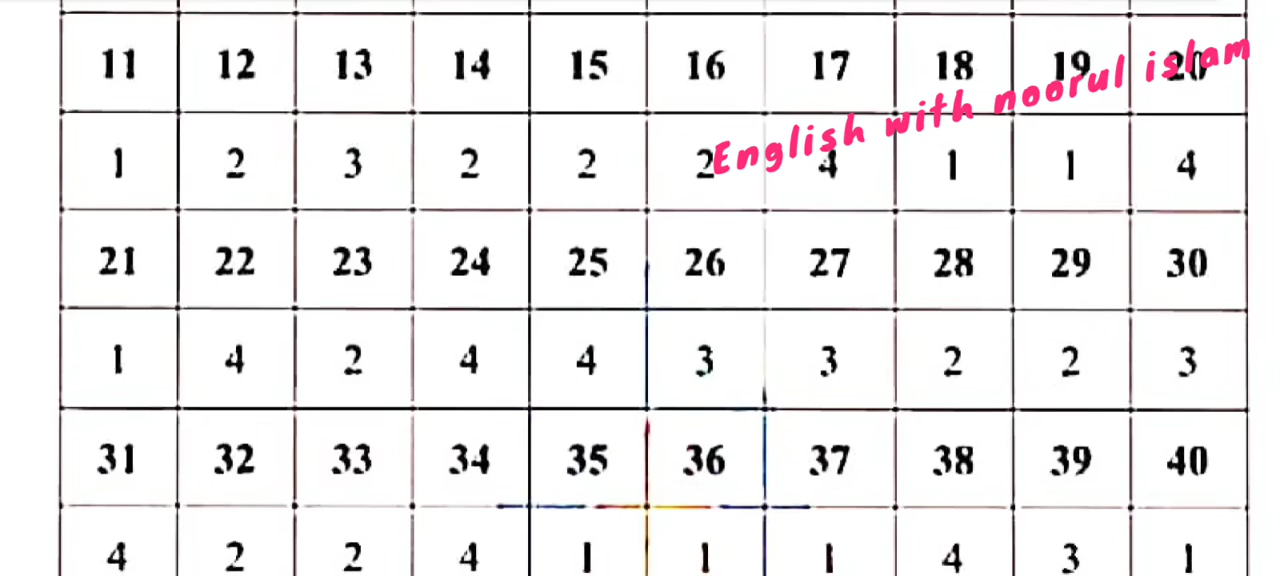 11 12 13 14 15 16 17 18 19 20
English with noorul islam
1 2 3 2 2 2 4 1 1 4
21 22 23 24 25 26 27 28 29 30
1 4 2 4 4 3 3 2 2 3
31 32 33 34 35 36 37 38 39 40
4 2 2 4 1 1 1 4 3 1